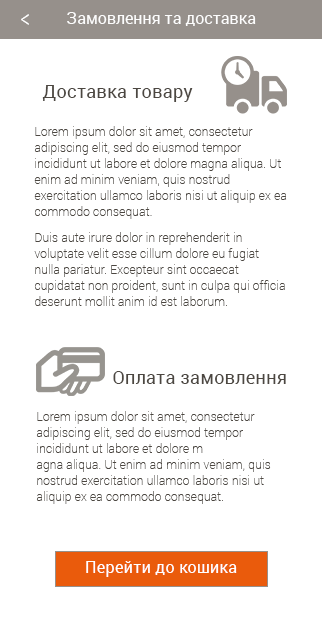 < Замовлення та доставка
Доставка товару
Lorem ipsum dolor sit amet, consectetur
adipiscing elit, sed do eiusmod tempor
incididunt ut labore et dolore magna aliqua. Ut
enim ad minim veniam, quis nostrud
exercitation ullamco laboris nisi ut aliquip ex ea
commodo consequat.
Duis aute irure dolor in reprehenderit in
voluptate velit esse cillum dolore eu fugiat
nulla pariatur. Excepteur sint occaecat
cupidatat non proident, sunt in culpa qui officia
deserunt mollit anim id est laborum.
Оплата замовлення
Lorem ipsum dolor sit amet, consectetur
adipiscing elit, sed do eiusmod tempor
incididunt ut labore et dolore m
agna aliqua. Ut enim ad minim veniam, quis
nostrud exercitation ullamco laboris nisi ut
aliquip ex ea commodo consequat.
Перейти до кошика